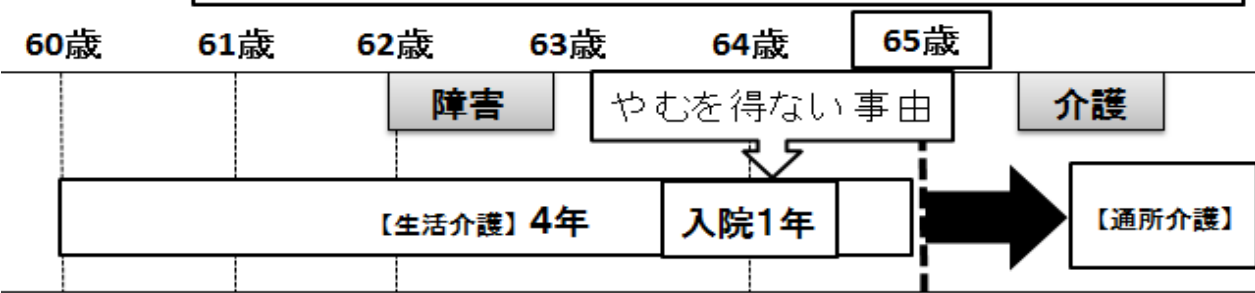 60歳 61歳 62歳 63歳 64歳 65歳
障害 やむを得ない事由 介護
【生活介護】4年 入院1年 【通所介護】